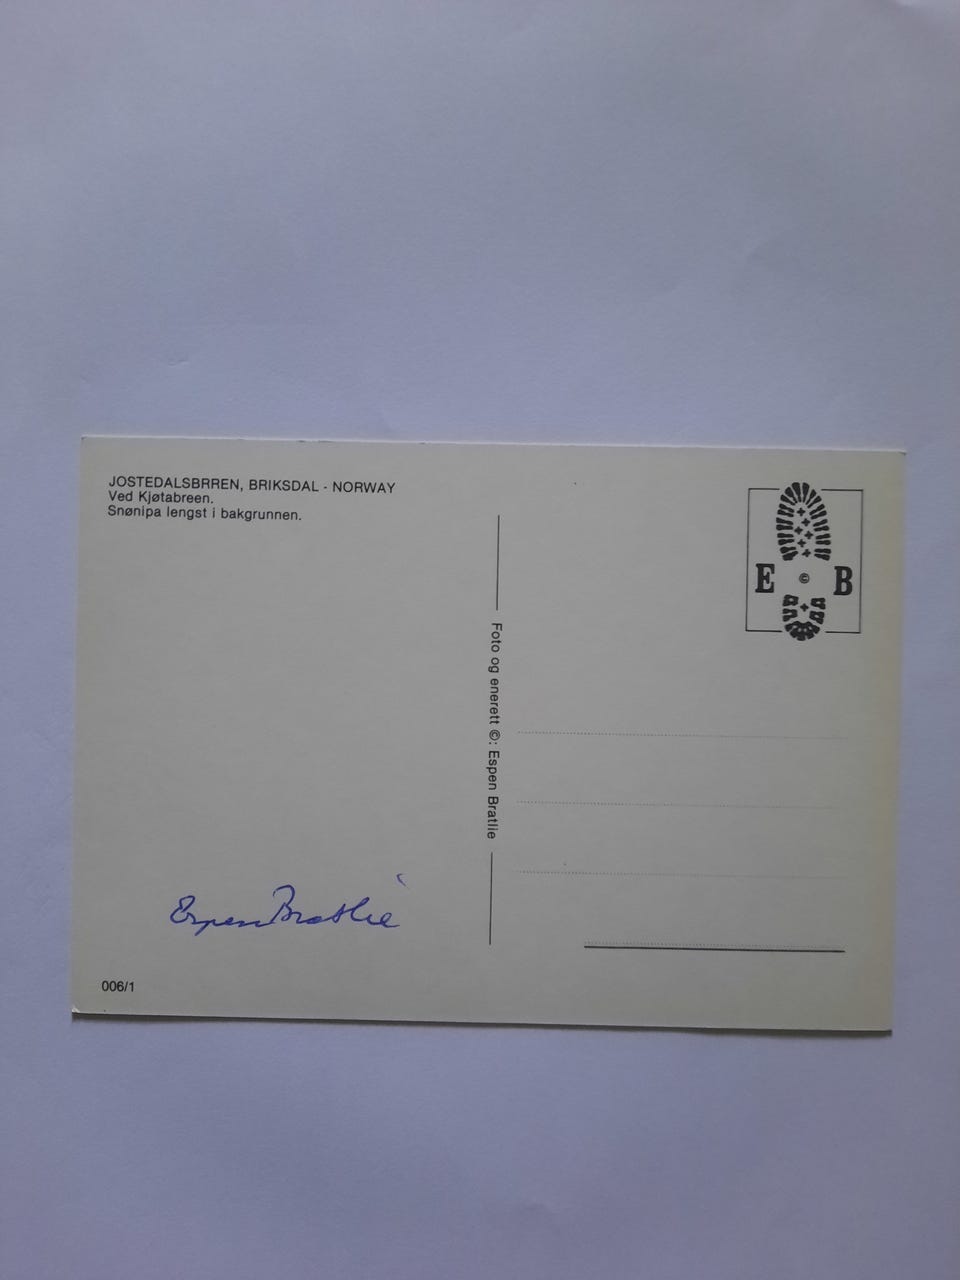 JOSTEDALSBRREN, BRIKSDAL - NORWAY
Ved Kjøtabreen.
Snønipa lengst i bakgrunnen.
E © B
Foto og enerett ©: Espen Bratlie
Espen Bratlie
006/1